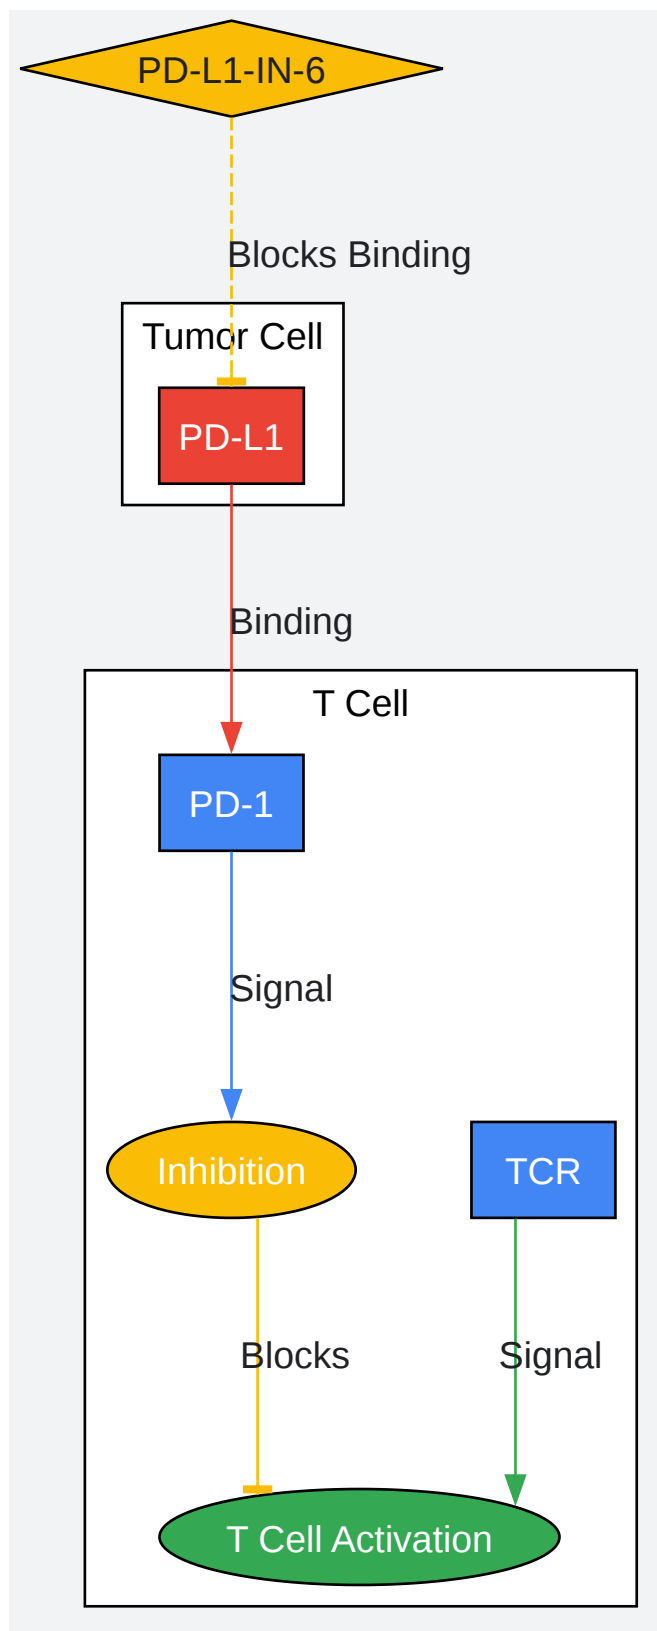 PD-L1-IN-6
Blocks Binding
Tumor Cell
PD-L1
Binding
T Cell
PD-1
Signal
Inhibition
TCR
Blocks
Signal
T Cell Activation